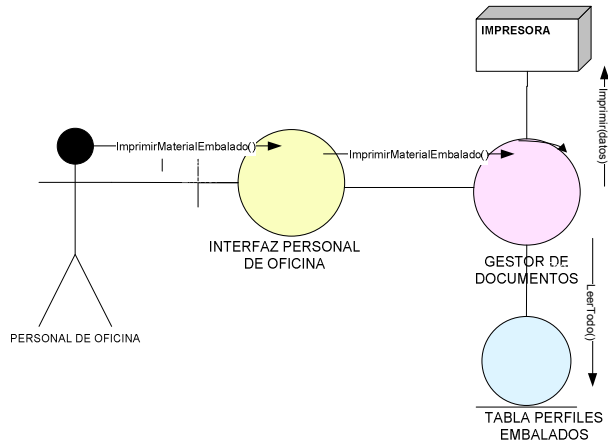 IMPRESORA
ImprimirMaterialEmbalado()
ImprimirMaterialEmbalado()
Imprimir(datos)
INTERFAZ PERSONAL
DE OFICINA
GESTOR DE
DOCUMENTOS
LeerTodo()
PERSONAL DE OFICINA
TABLA PERFILES
EMBALADOS